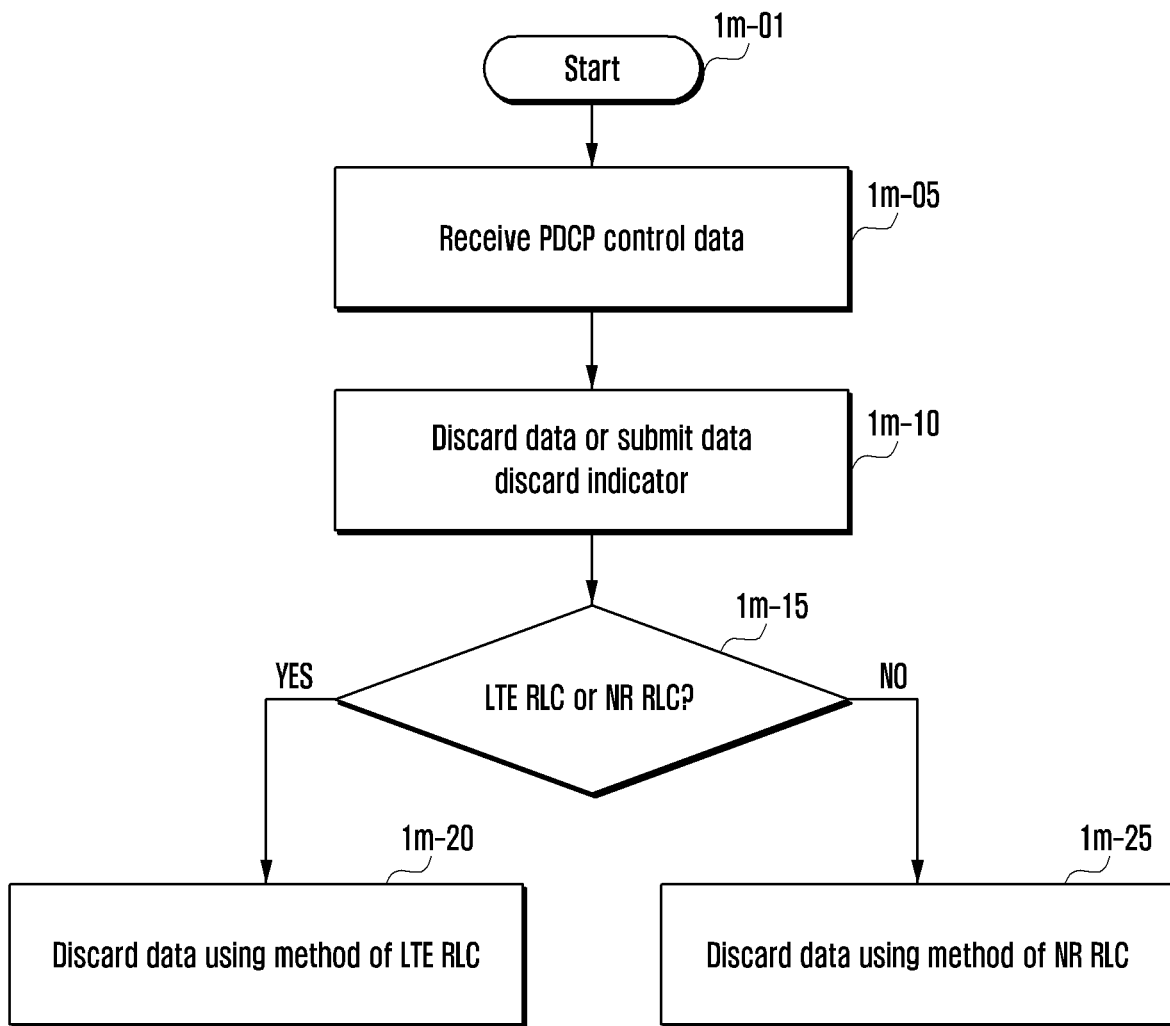 1m-01
Start
1m-05
Receive PDCP control data
1m-10
Discard data or submit data
discard indicator
1m-15
YES
LTE RLC or NR RLC?
NO
1m-20
Discard data using method of LTE RLC
1m-25
Discard data using method of NR RLC